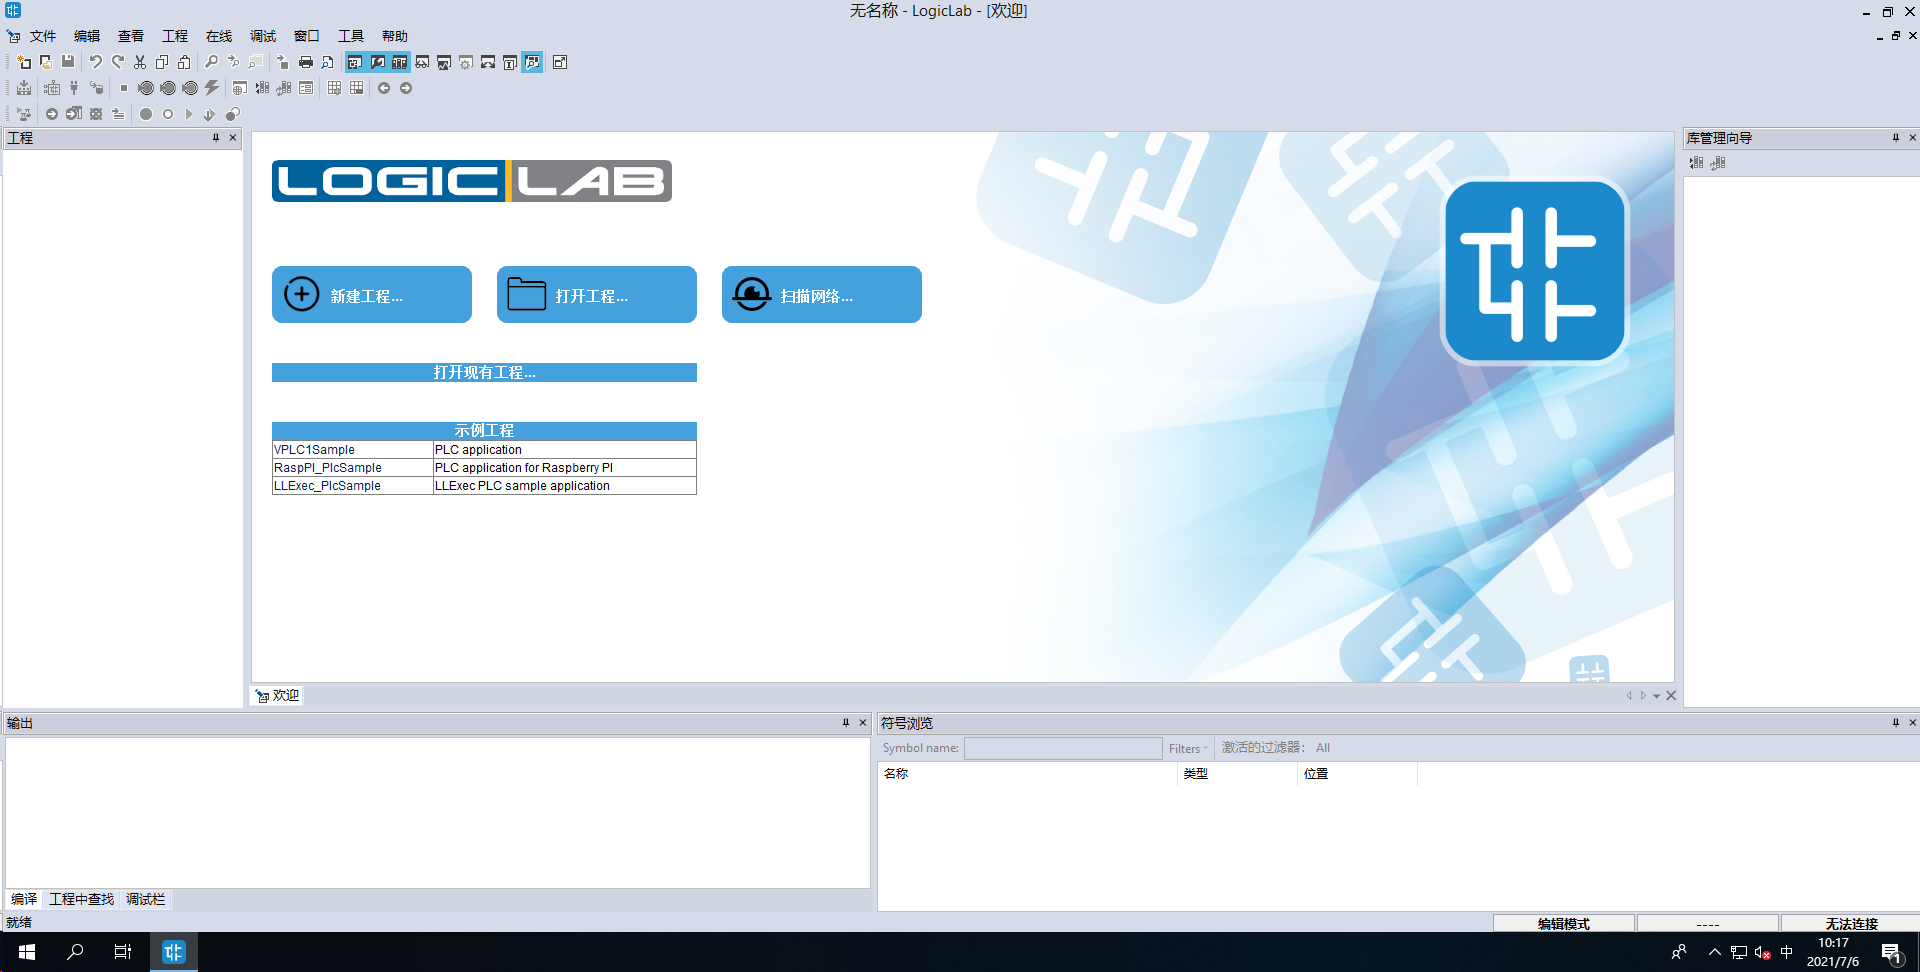 无名称 - LogicLab - [欢迎]
文件 编辑 查看 工程 在线 调试 窗口 工具 帮助
工程
库管理向导
LOGIC LAB
新建工程... 打开工程... 扫描网络...
打开现有工程...
示例工程
VPLC1Sample PLC application
RaspPI_PlcSample PLC application for Raspberry PI
LLExec_PlcSample LLExec PLC sample application
欢迎
输出
符号浏览
Symbol name: Filters 激活的过滤器: All
名称 类型 位置
编译 工程中查找 调试栏
就绪
编辑模式 ---- 无法连接
中
10:17
2021/7/6
1